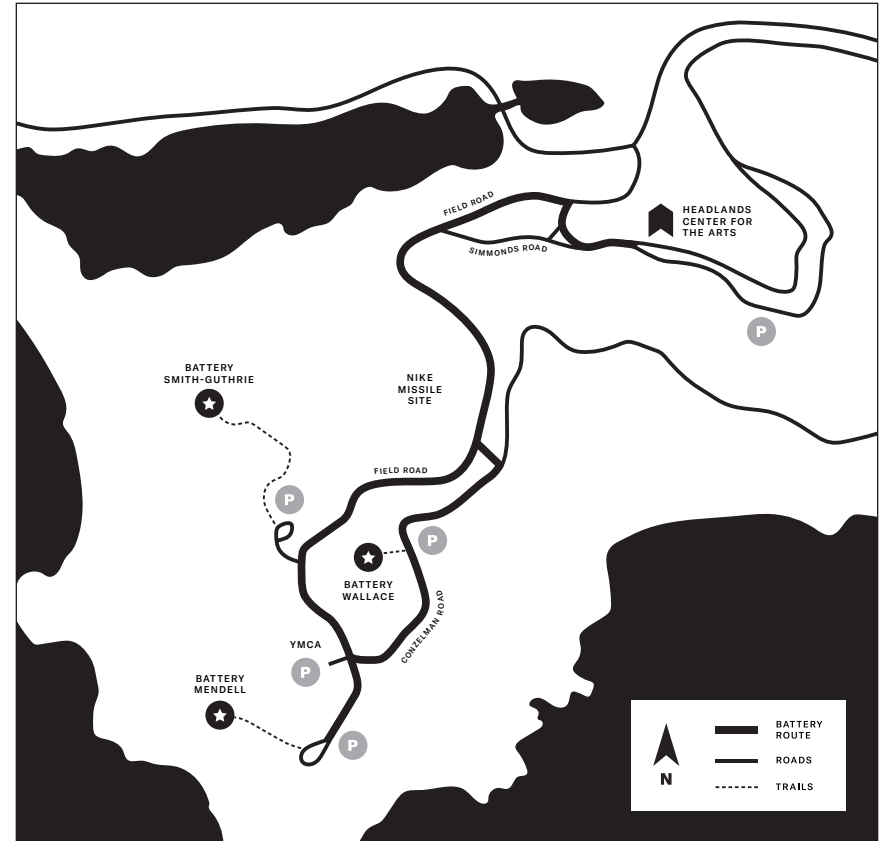 FIELD ROAD
HEADLANDS
CENTER FOR
THE ARTS
SIMMONDS ROAD
P
BATTERY
SMITH-GUTHRIE
NIKE
MISSILE
SITE
FIELD ROAD
P
P
BATTERY
WALLACE
CONZELMAN ROAD
YMCA
P
BATTERY
MENDELL
P
BATTERY
ROUTE
ROADS
N
TRAILS